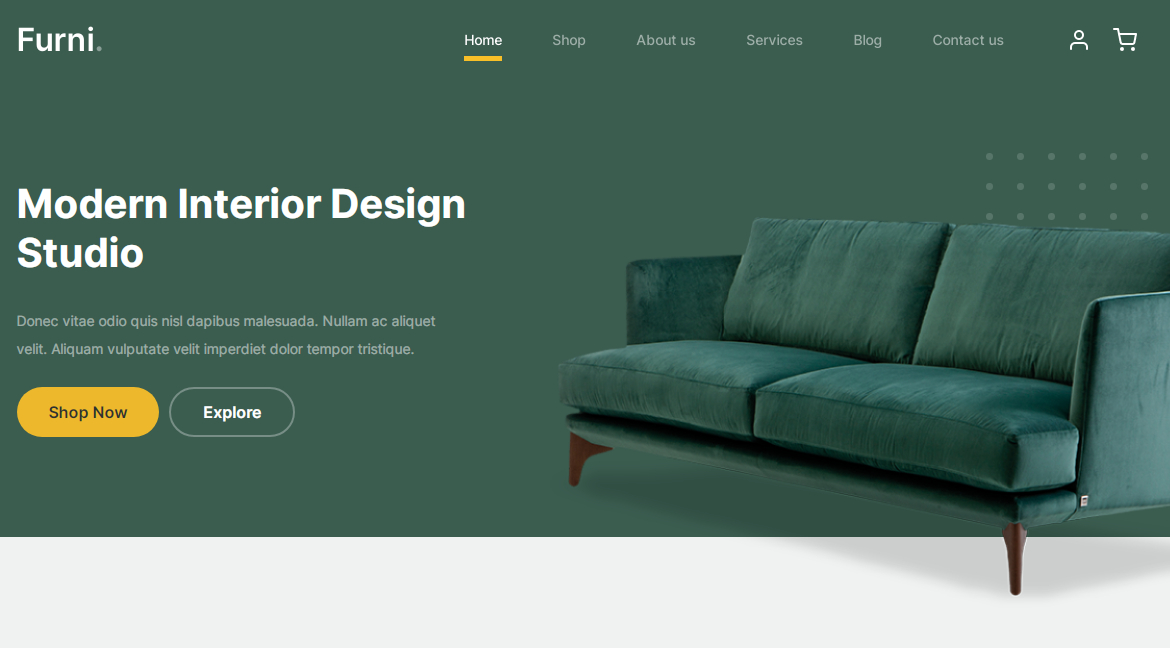 Furni.
Home Shop About us Services Blog Contact us
Modern Interior Design
Studio
Donec vitae odio quis nisl dapibus malesuada. Nullam ac aliquet
velit. Aliquam vulputate velit imperdiet dolor tempor tristique.
Shop Now Explore